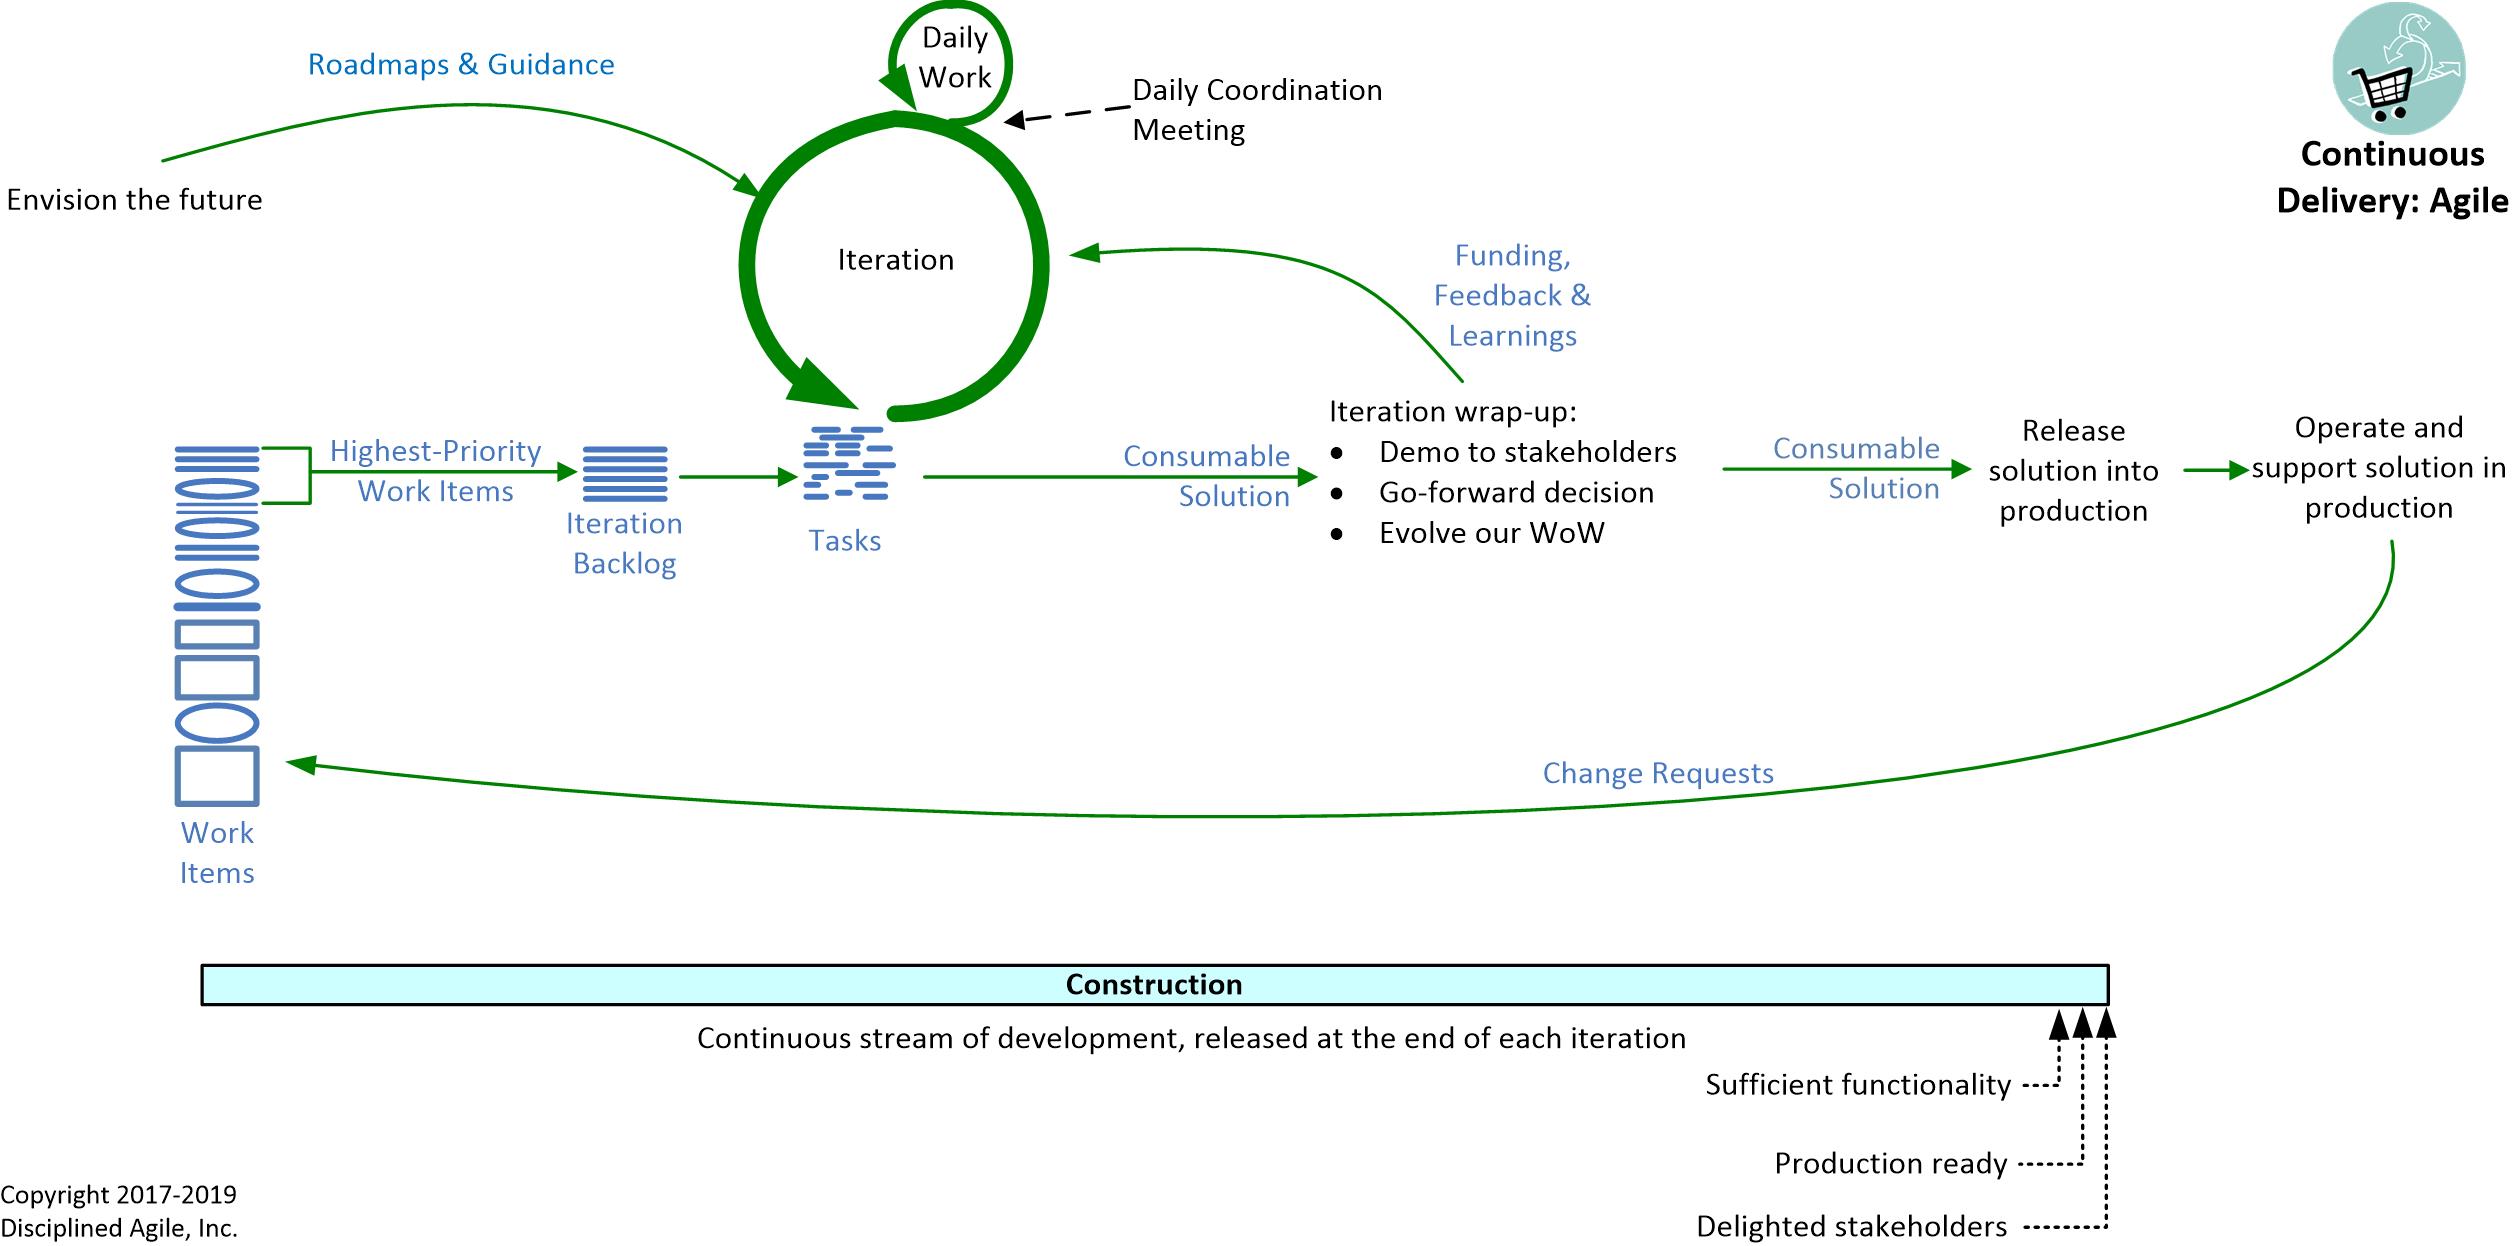 Daily
Work
Roadmaps & Guidance
Daily Coordination
Meeting
Continuous
Delivery: Agile
Envision the future
Iteration
Funding,
Feedback &
Learnings
Highest-Priority
Work Items
Iteration
Backlog
Tasks
Consumable
Solution
Iteration wrap-up:
● Demo to stakeholders
● Go-forward decision
● Evolve our WoW
Consumable
Solution
Release
solution into
production
Operate and
support solution in
production
Change Requests
Work
Items
Construction
Continuous stream of development, released at the end of each iteration
Sufficient functionality
Production ready
Delighted stakeholders
Copyright 2017-2019
Disciplined Agile, Inc.